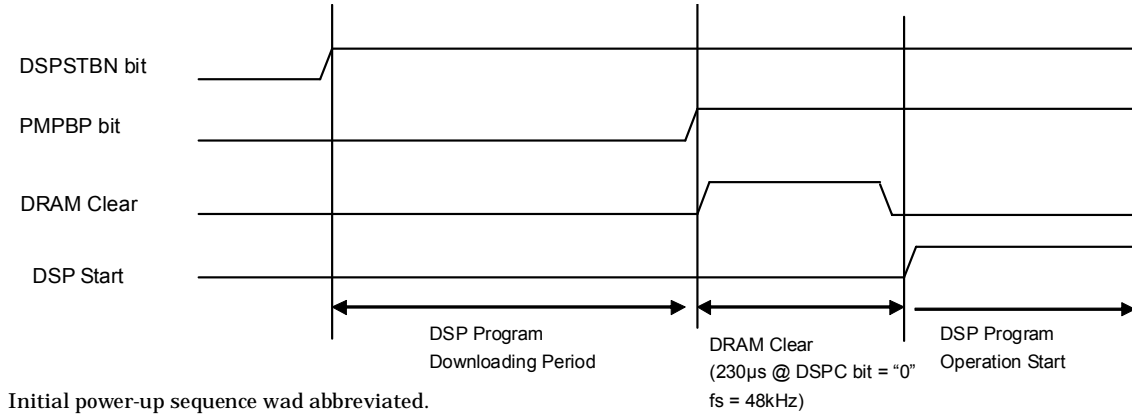 DSPSTBN bit
PMPBP bit
DRAM Clear
DSP Start
DSP Program
Downloading Period
DRAM Clear
(230µs @ DSPC bit = “0”
fs = 48kHz)
DSP Program
Operation Start
Initial power-up sequence wad abbreviated.